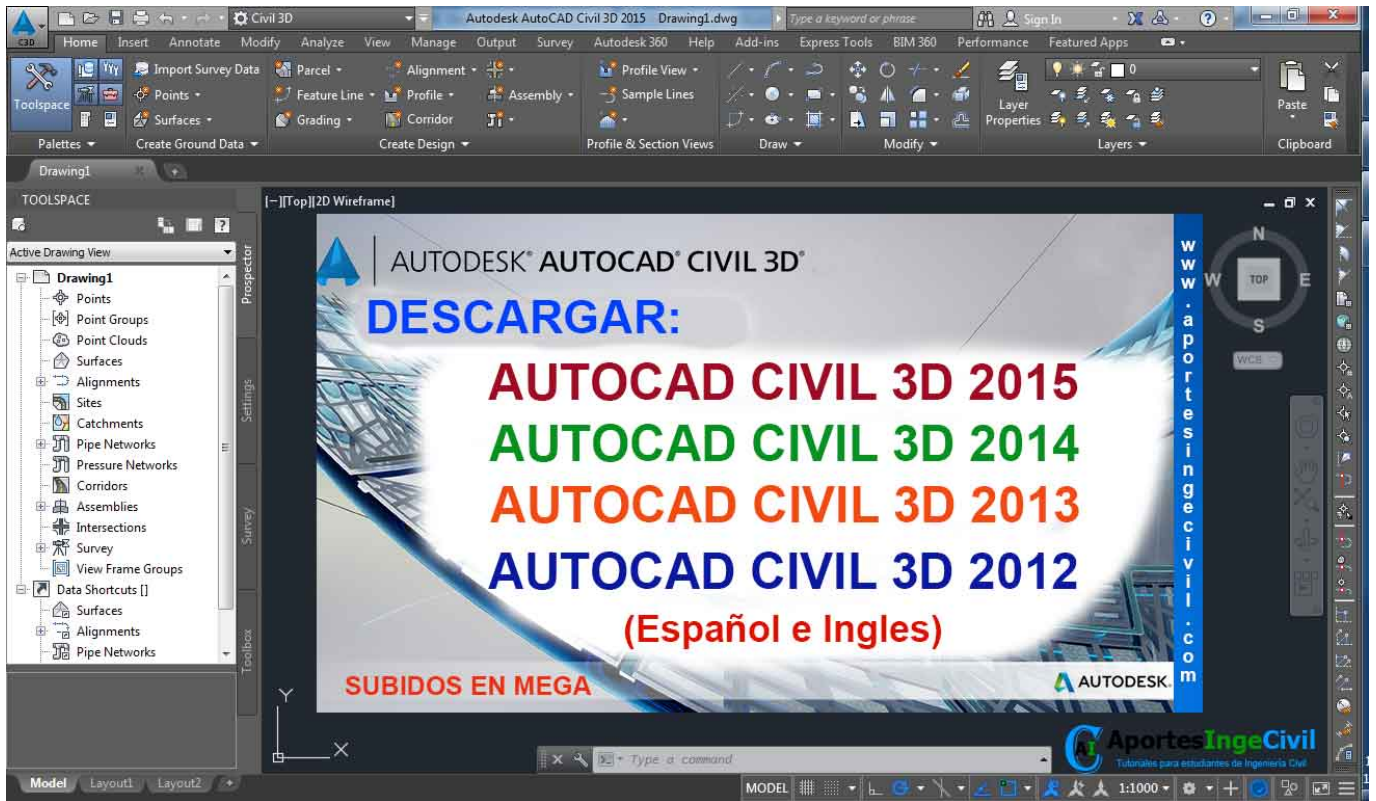 Civil 3D
Autodesk AutoCAD Civil 3D 2015 Drawing1.dwg
Type a keyword or phrase
Sign In
C3D
Home Insert Annotate Modify Analyze View Manage Output Survey Autodesk 360 Help Add-ins Express Tools BIM 360 Performance Featured Apps
Toolspace
Import Survey Data
Points
Surfaces
Parcel
Feature Line
Grading
Alignment
Profile
Corridor
Assembly
Profile View
Sample Lines
Layer
Properties
0
Paste
Palettes
Create Ground Data
Create Design
Profile & Section Views
Draw
Modify
Layers
Clipboard
Drawing1
TOOLSPACE
Active Drawing View
Drawing1
Points
Point Groups
Point Clouds
Surfaces
Alignments
Sites
Catchments
Pipe Networks
Pressure Networks
Corridors
Assemblies
Intersections
Survey
View Frame Groups
Data Shortcuts []
Surfaces
Alignments
Pipe Networks
Prospector
Settings
Survey
Toolbox
[−][Top][2D Wireframe]
AUTODESK® AUTOCAD® CIVIL 3D®
DESCARGAR:
AUTOCAD CIVIL 3D 2015
AUTOCAD CIVIL 3D 2014
AUTOCAD CIVIL 3D 2013
AUTOCAD CIVIL 3D 2012
(Español e Ingles)
SUBIDOS EN MEGA
AUTODESK.
www.aportesingecivil.com
N
W
TOP
E
S
WCS
Y
X
Type a command
AI
AportesIngeCivil
Tutoriales para estudiantes de Ingeniería Civil
Model Layout1 Layout2
MODEL
1:1000